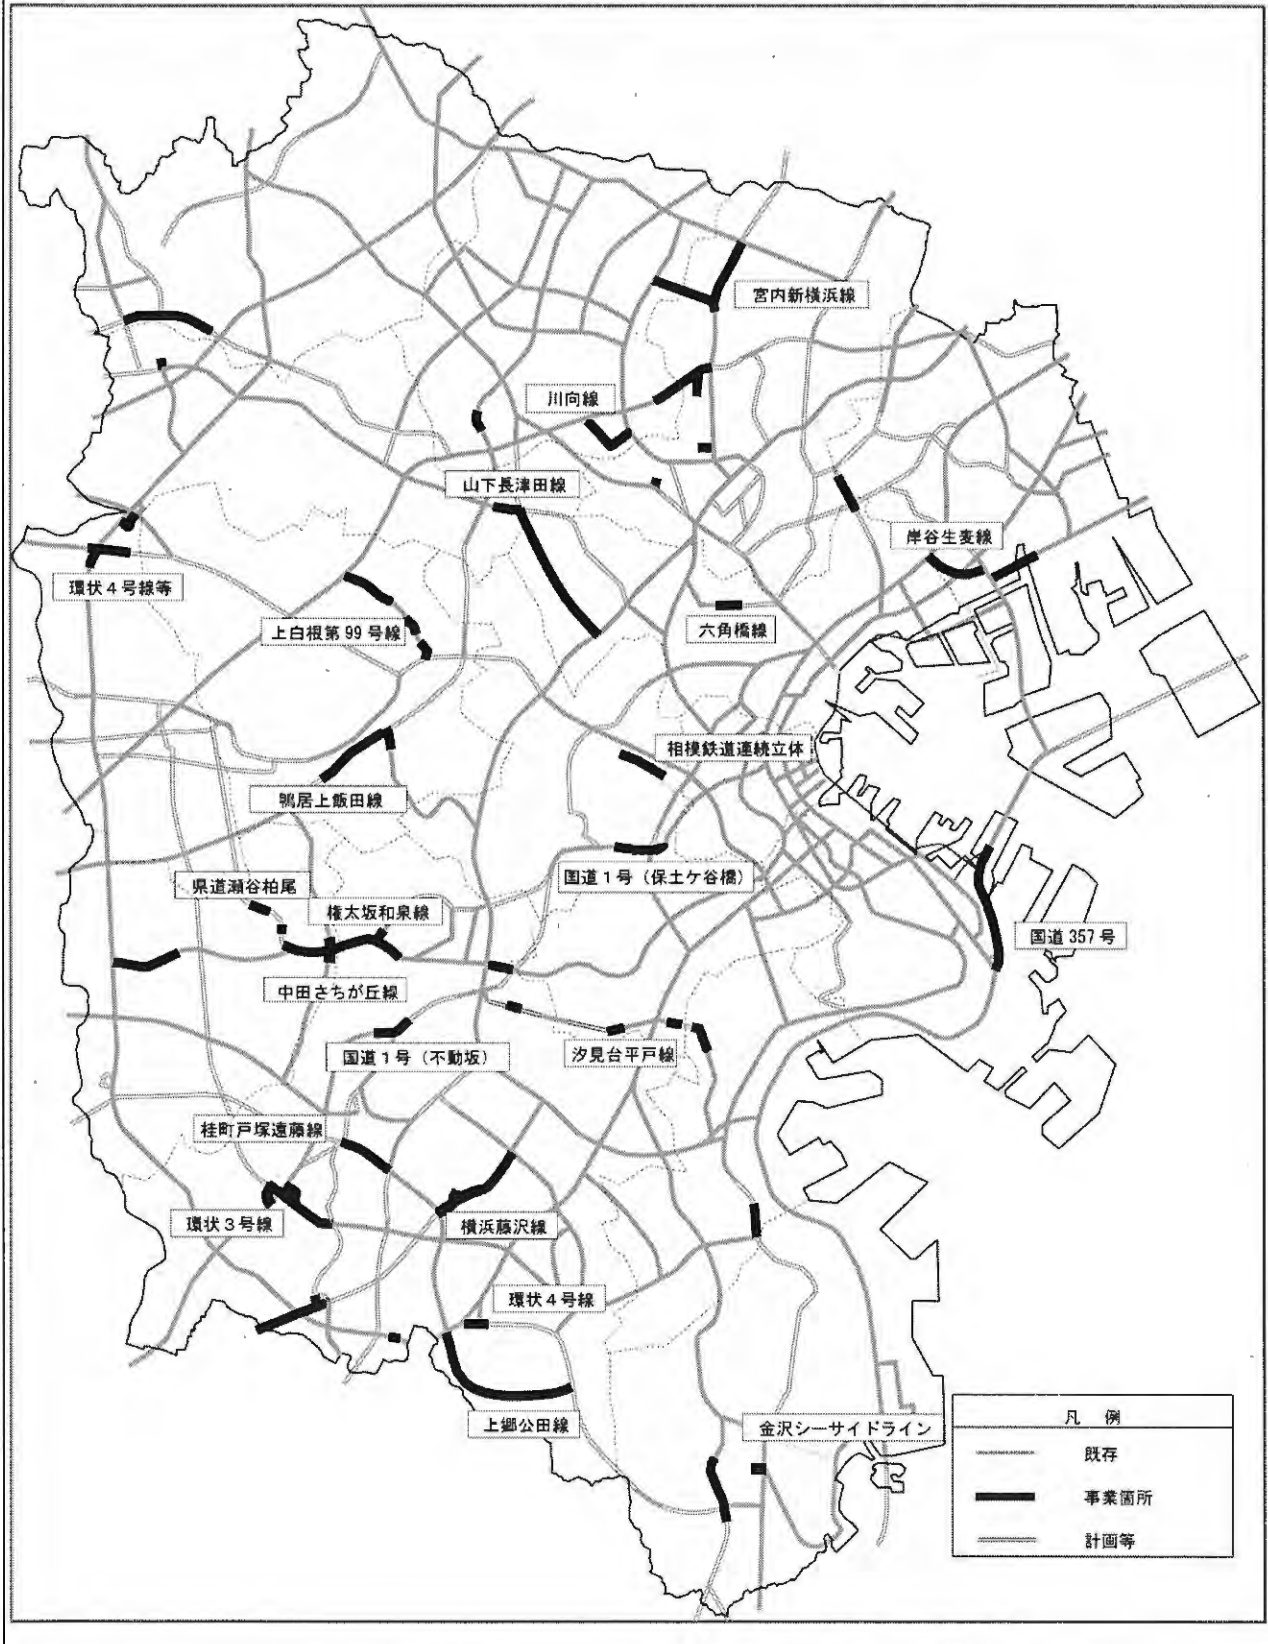 宮内新横浜線
川向線
山下長津田線
岸谷生麦線
環状4号線等
上白根第99号線
六角橋線
相模鉄道連続立体
鴨居上飯田線
国道1号（保土ケ谷橋）
県道瀬谷柏尾
権太坂和泉線
国道357号
中田さちが丘線
国道1号（不動坂）
汐見台平戸線
桂町戸塚遠藤線
環状3号線
横浜藤沢線
環状4号線
上郷公田線
金沢シーサイドライン
凡例
既存
事業箇所
計画等